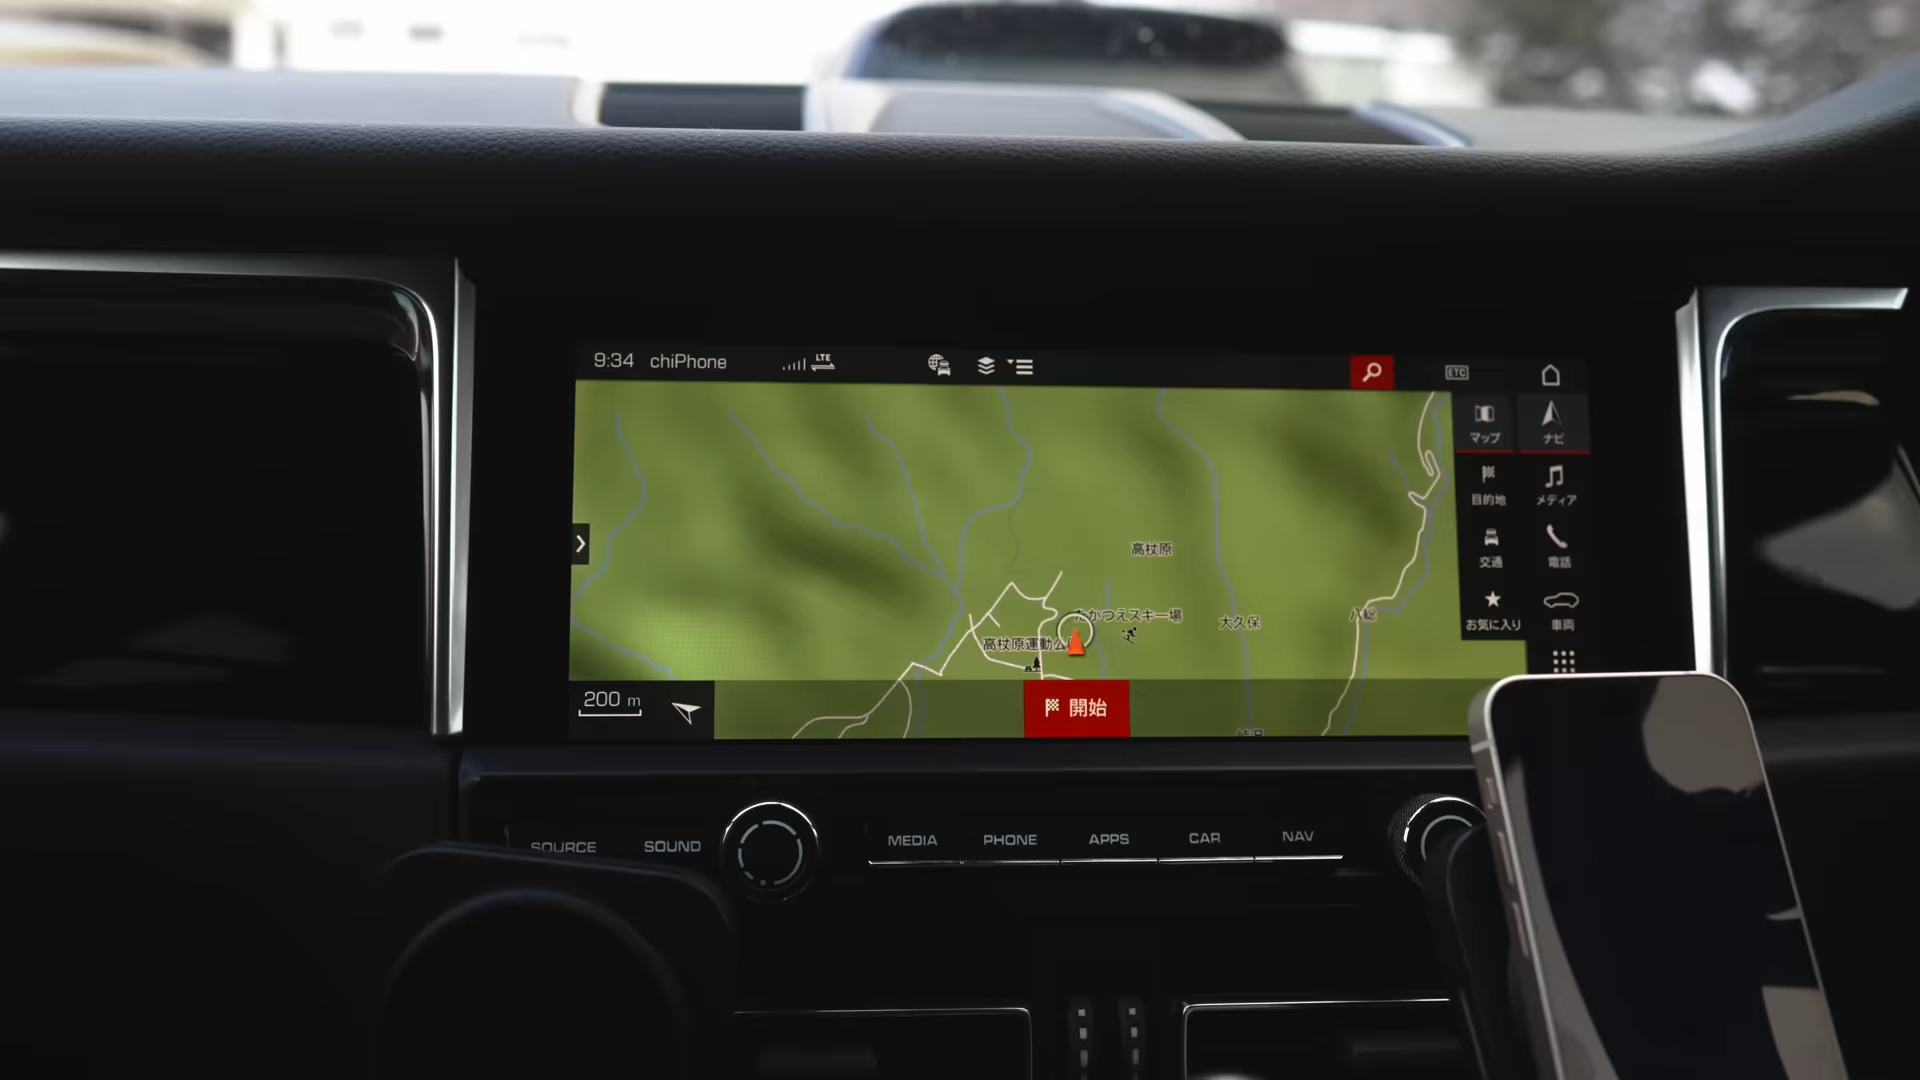 9:34 chiPhone LTE
ETC
マップ ナビ
目的地 メディア
高杖原
交通 電話
たかつえスキー場 大久保 八総
お気に入り 車両
高杖原運動公
200 m 開始
SOURCE SOUND MEDIA PHONE APPS CAR NAV